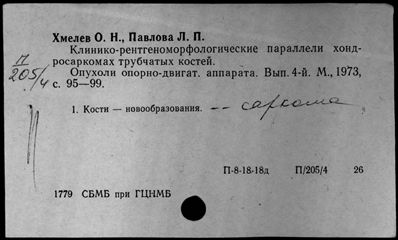 Хмелев О. Н., Павлова Л. П.
Клинико-рентгеноморфологические параллели хонд-
росаркомах трубчатых костей.
П
205/4
Опухоли опорно-двигат. аппарата. Вып. 4-й. М., 1973,
с. 95—99.
1. Кости — новообразования. -- саркома
П-8-18-18д П/205/4 26
1779 СБМБ при ГЦНМБ